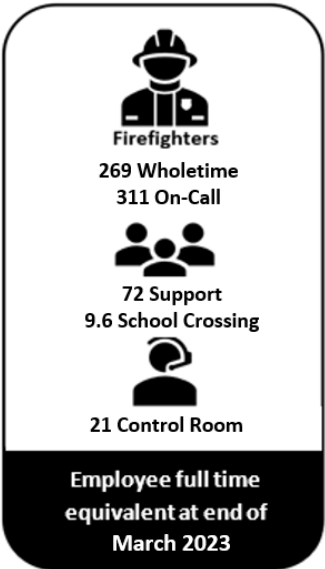 Firefighters
269 Wholetime
311 On-Call
72 Support
9.6 School Crossing
21 Control Room
Employee full time
equivalent at end of
March 2023